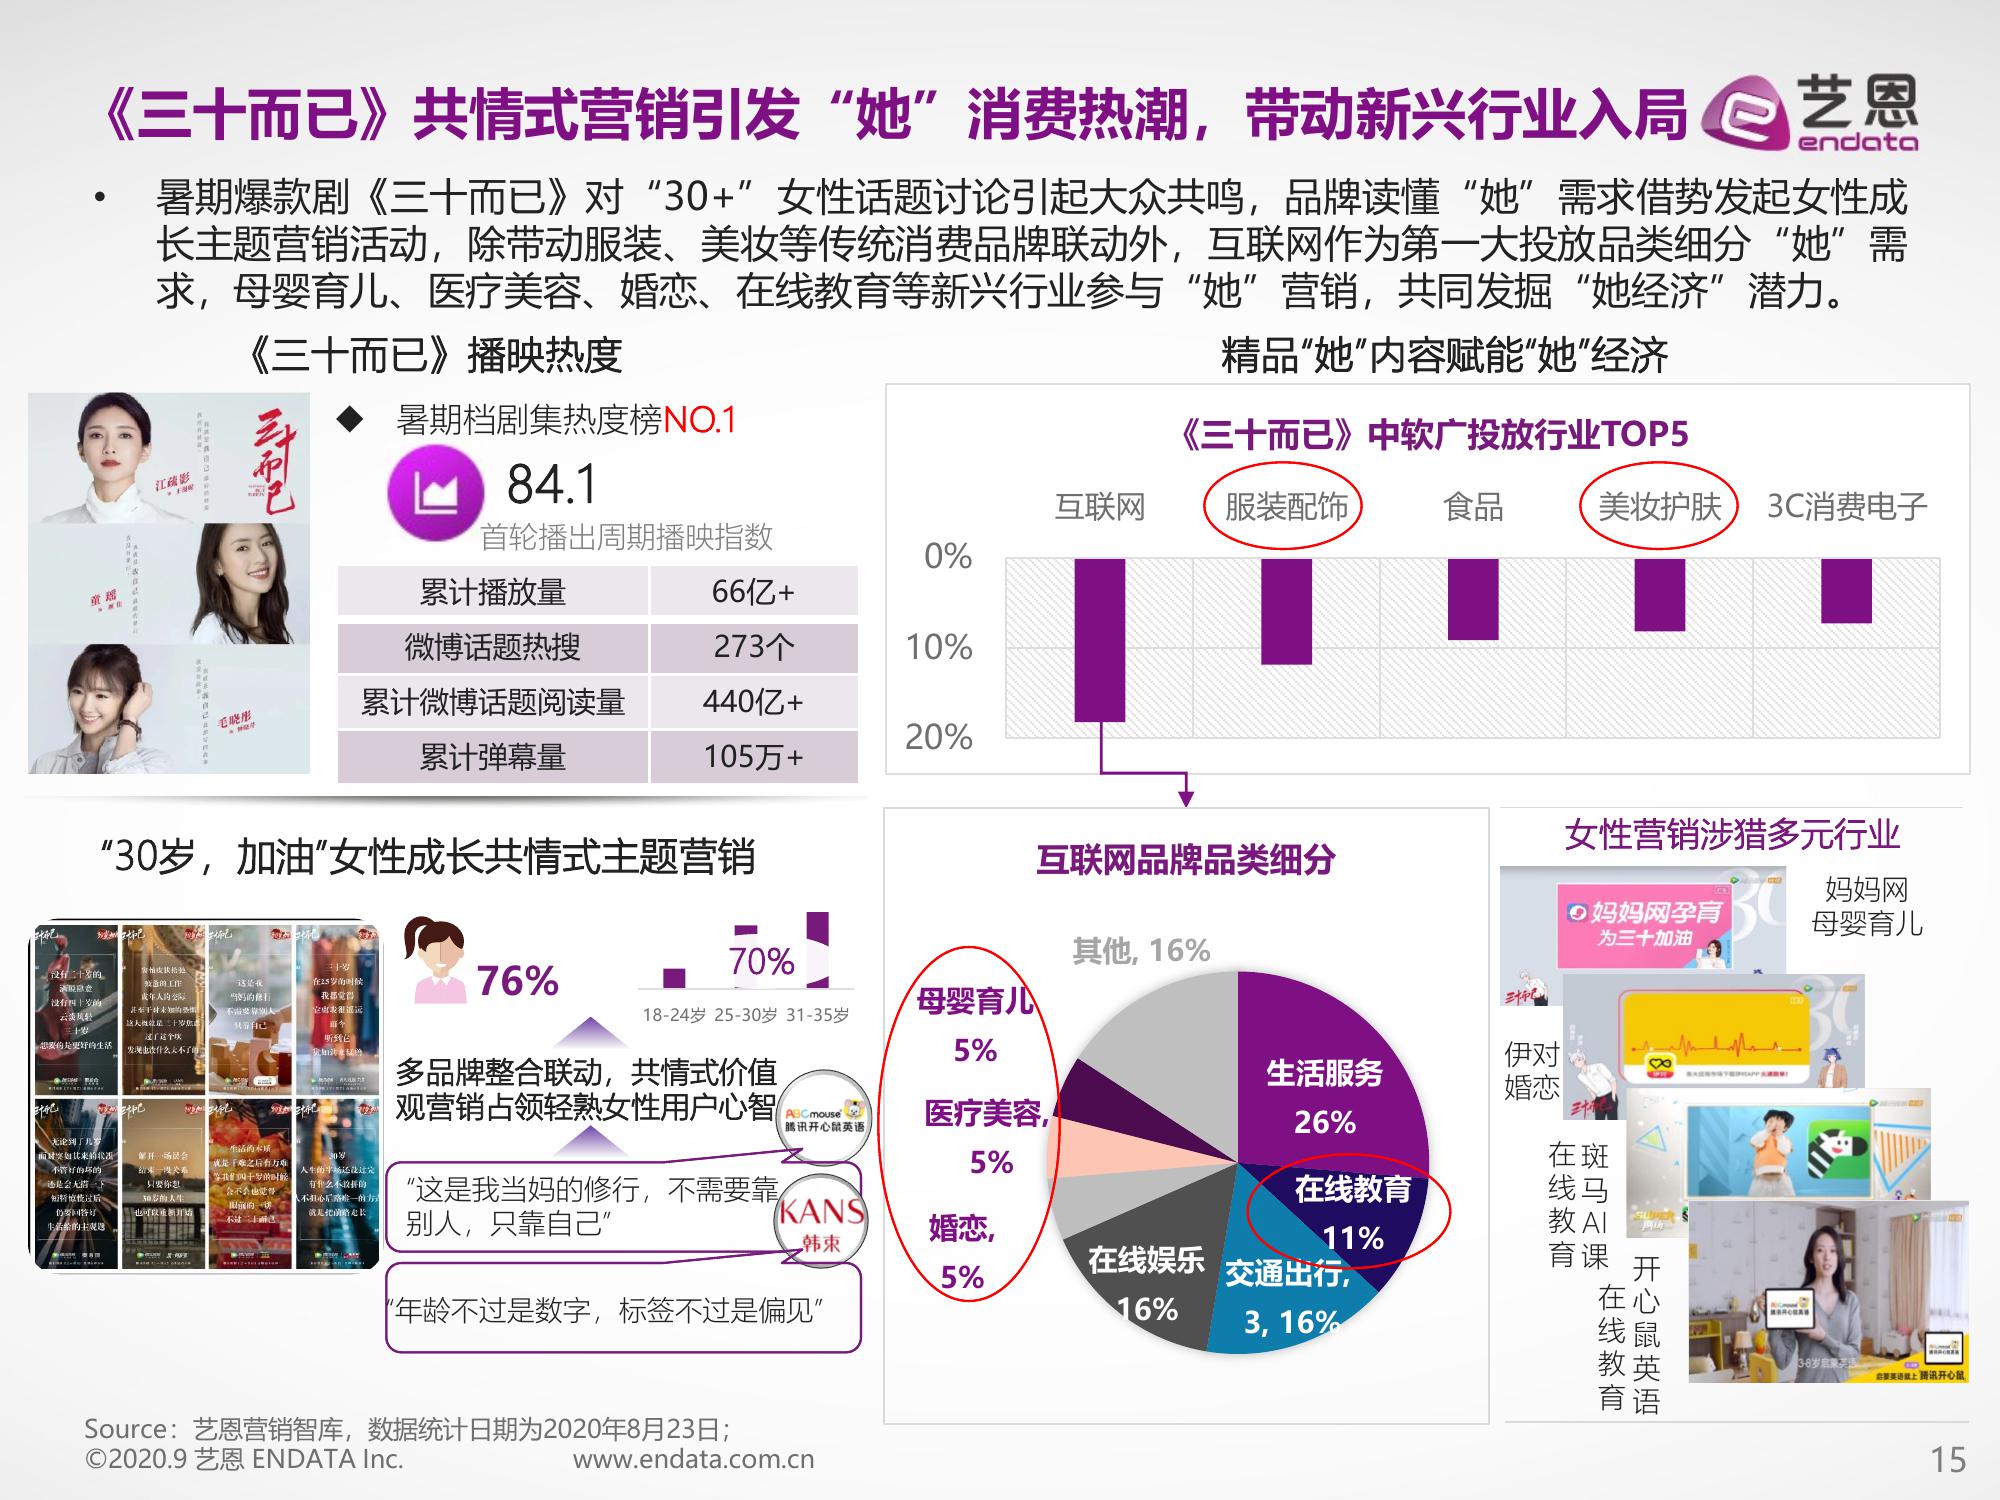 《三十而已》共情式营销引发“她”消费热潮，带动新兴行业入局
艺恩
endata
• 暑期爆款剧《三十而已》对“30+”女性话题讨论引起大众共鸣，品牌读懂“她”需求借势发起女性成
长主题营销活动，除带动服装、美妆等传统消费品牌联动外，互联网作为第一大投放品类细分“她”需
求，母婴育儿、医疗美容、婚恋、在线教育等新兴行业参与“她”营销，共同发掘“她经济”潜力。
《三十而已》播映热度
三十而已
江疏影
童瑶
毛晓彤
◆ 暑期档剧集热度榜NO.1
84.1
首轮播出周期播映指数
累计播放量 66亿+
微博话题热搜 273个
累计微博话题阅读量 440亿+
累计弹幕量 105万+
精品“她”内容赋能“她”经济
《三十而已》中软广投放行业TOP5
互联网 服装配饰 食品 美妆护肤 3C消费电子
0%
10%
20%
“30岁，加油”女性成长共情式主题营销
76%
70%
18-24岁 25-30岁 31-35岁
多品牌整合联动，共情式价值
观营销占领轻熟女性用户心智
ABCmouse
腾讯开心鼠英语
“这是我当妈的修行，不需要靠
别人，只靠自己”
KANS
韩束
“年龄不过是数字，标签不过是偏见”
互联网品牌品类细分
其他, 16%
母婴育儿
5%
医疗美容,
5%
婚恋,
5%
生活服务
26%
在线教育
11%
交通出行,
3, 16%
在线娱乐
16%
女性营销涉猎多元行业
妈妈网孕育
为三十加油
妈妈网
母婴育儿
伊对
婚恋
斑马AI课
在线教育
开心鼠英语
在线教育
3-8岁启蒙英语
启蒙英语就上腾讯开心鼠
Source：艺恩营销智库，数据统计日期为2020年8月23日；
©2020.9 艺恩 ENDATA Inc. www.endata.com.cn
15